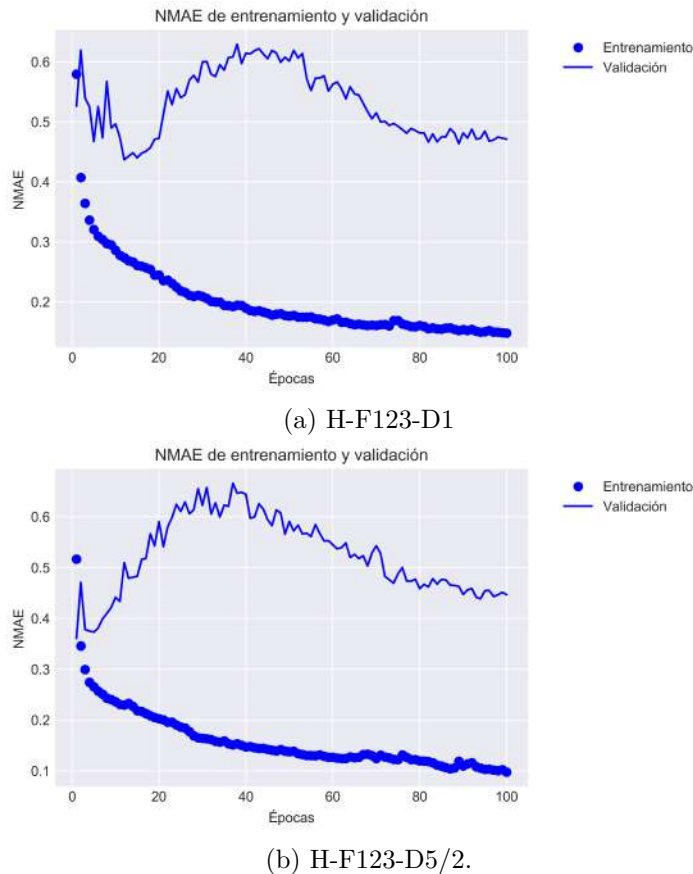 NMAE de entrenamiento y validación
Entrenamiento
Validación
0.6
0.5
0.4
0.3
0.2
NMAE
0 20 40 60 80 100
Épocas
(a) H-F123-D1
NMAE de entrenamiento y validación
Entrenamiento
Validación
0.6
0.5
0.4
0.3
0.2
0.1
NMAE
0 20 40 60 80 100
Épocas
(b) H-F123-D5/2.